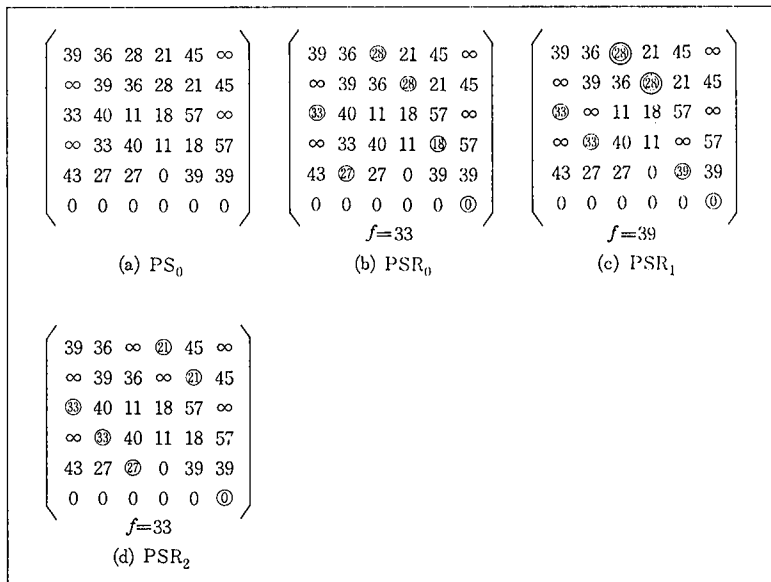 39 36 28 21 45 ∞
∞ 39 36 28 21 45
33 40 11 18 57 ∞
∞ 33 40 11 18 57
43 27 27 0 39 39
0 0 0 0 0 0
(a) PS₀
39 36 ㉘ 21 45 ∞
∞ 39 36 ㉘ 21 45
㉝ 40 11 18 57 ∞
∞ 33 40 11 ⑱ 57
43 ㉗ 27 0 39 39
0 0 0 0 0 ⓪
f=33
(b) PSR₀
39 36 ㉘ 21 45 ∞
∞ 39 36 ㉘ 21 45
㉝ ∞ 11 18 57 ∞
∞ ㉝ 40 11 ∞ 57
43 27 27 0 ㊴ 39
0 0 0 0 0 ⓪
f=39
(c) PSR₁
39 36 ∞ ㉑ 45 ∞
∞ 39 36 ∞ ㉑ 45
㉝ 40 11 18 57 ∞
∞ ㉝ 40 11 18 57
43 27 ㉗ 0 39 39
0 0 0 0 0 ⓪
f=33
(d) PSR₂